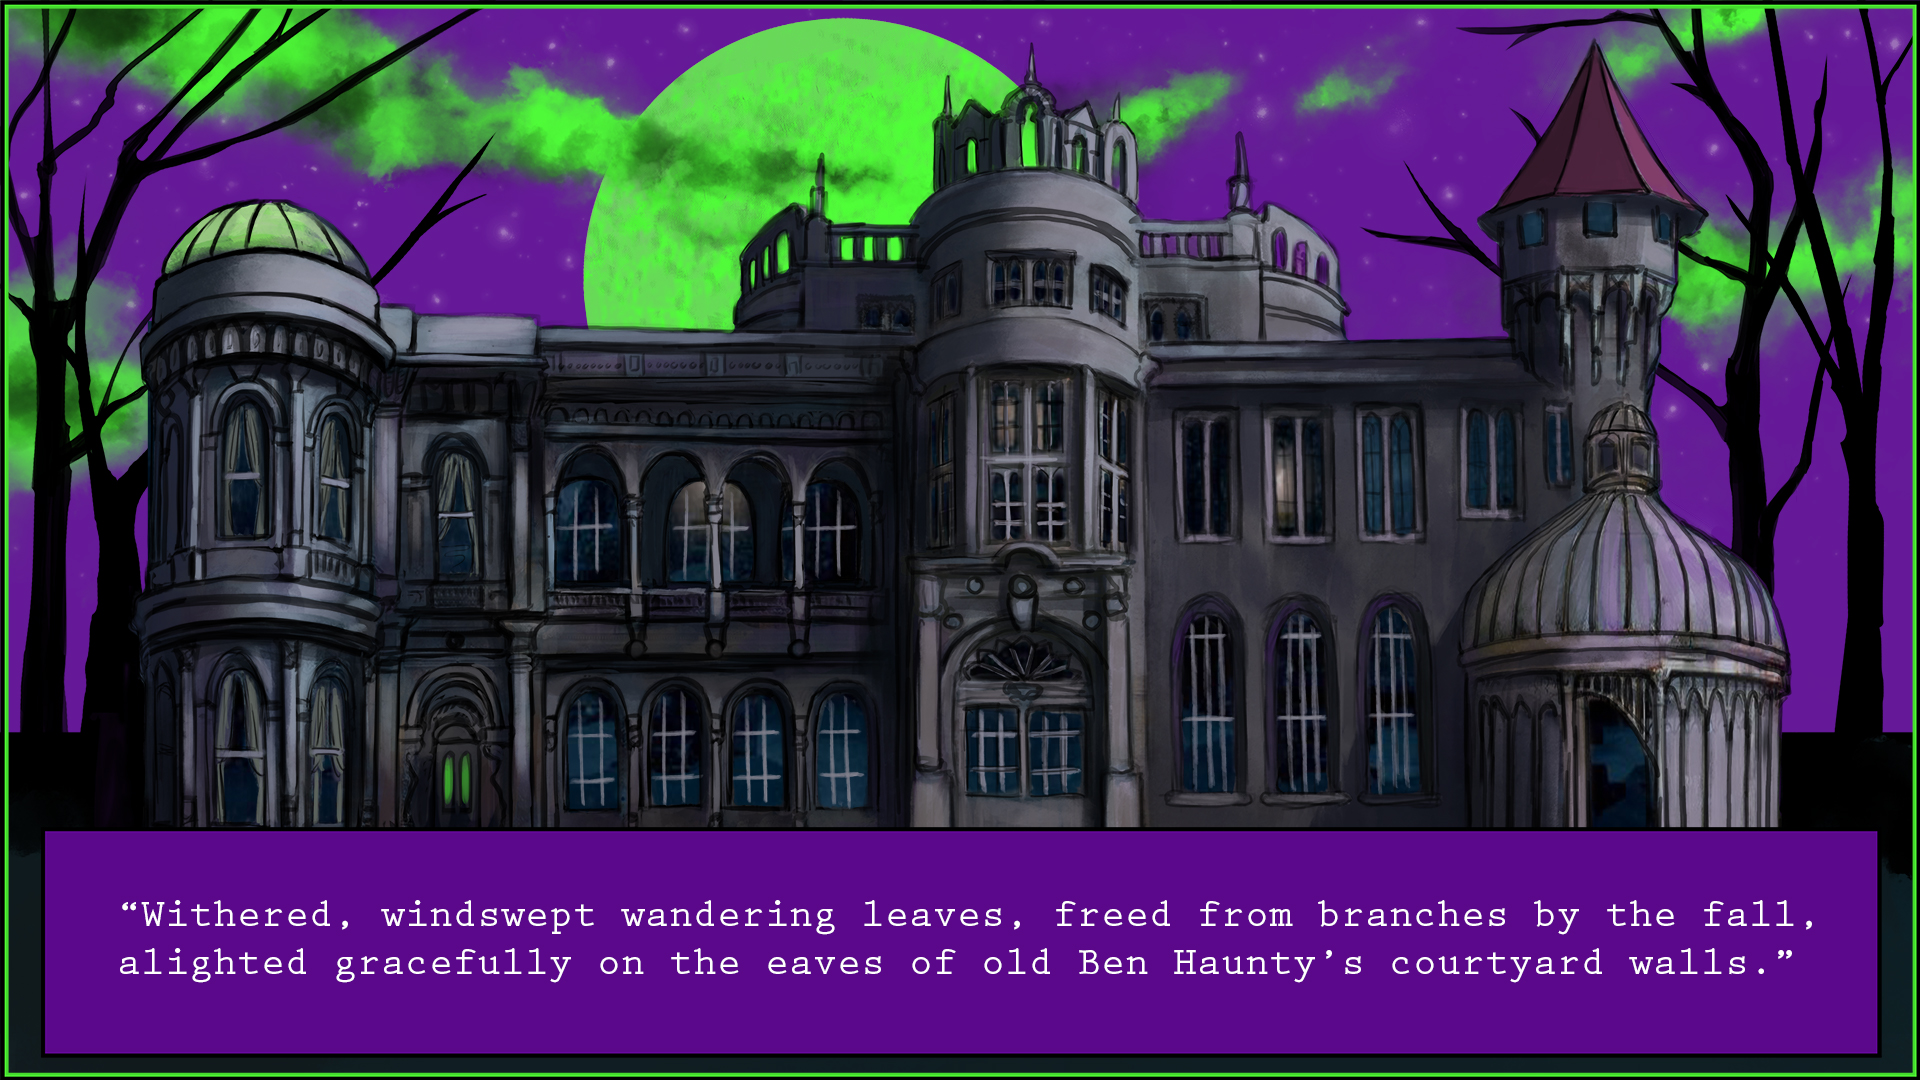 “Withered, windswept wandering leaves, freed from branches by the fall,
alighted gracefully on the eaves of old Ben Haunty’s courtyard walls.”